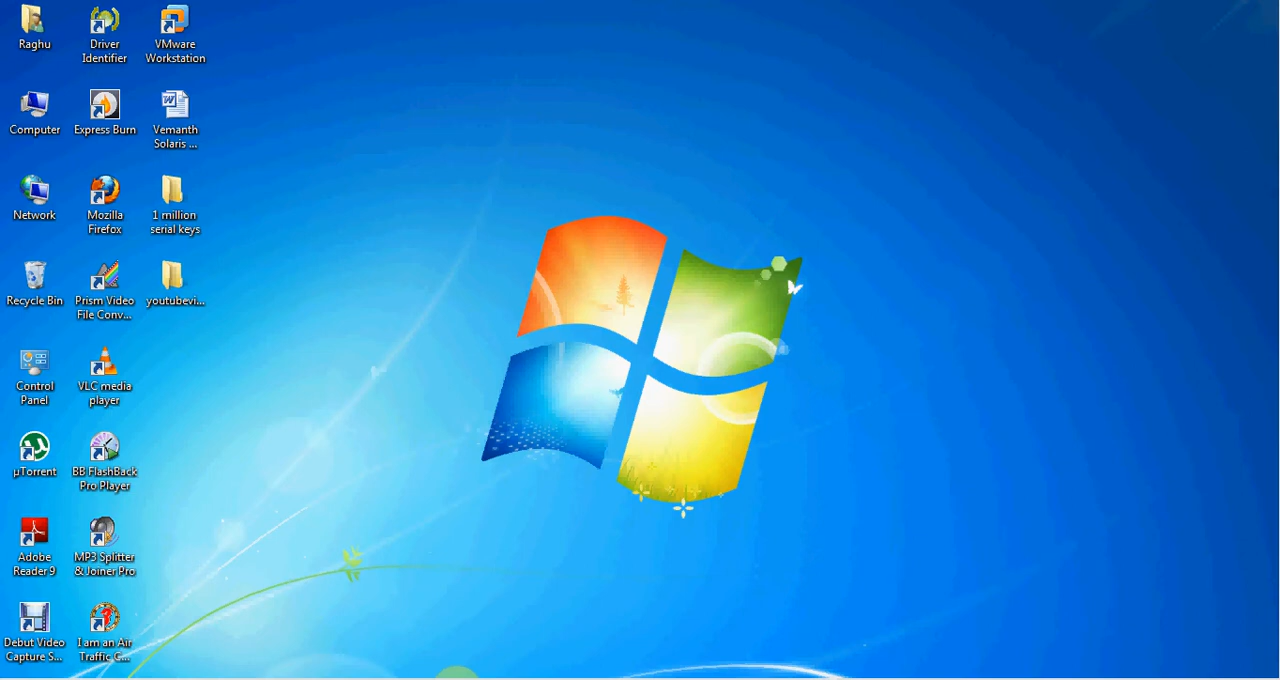 Raghu
Driver
Identifier
VMware
Workstation
Computer
Express Burn
Vemanth
Solaris ...
Network
Mozilla
Firefox
1 million
serial keys
Recycle Bin
Prism Video
File Conv...
youtubevi...
Control
Panel
VLC media
player
µTorrent
BB FlashBack
Pro Player
Adobe
Reader 9
MP3 Splitter
& Joiner Pro
Debut Video
Capture S...
I am an Air
Traffic C...